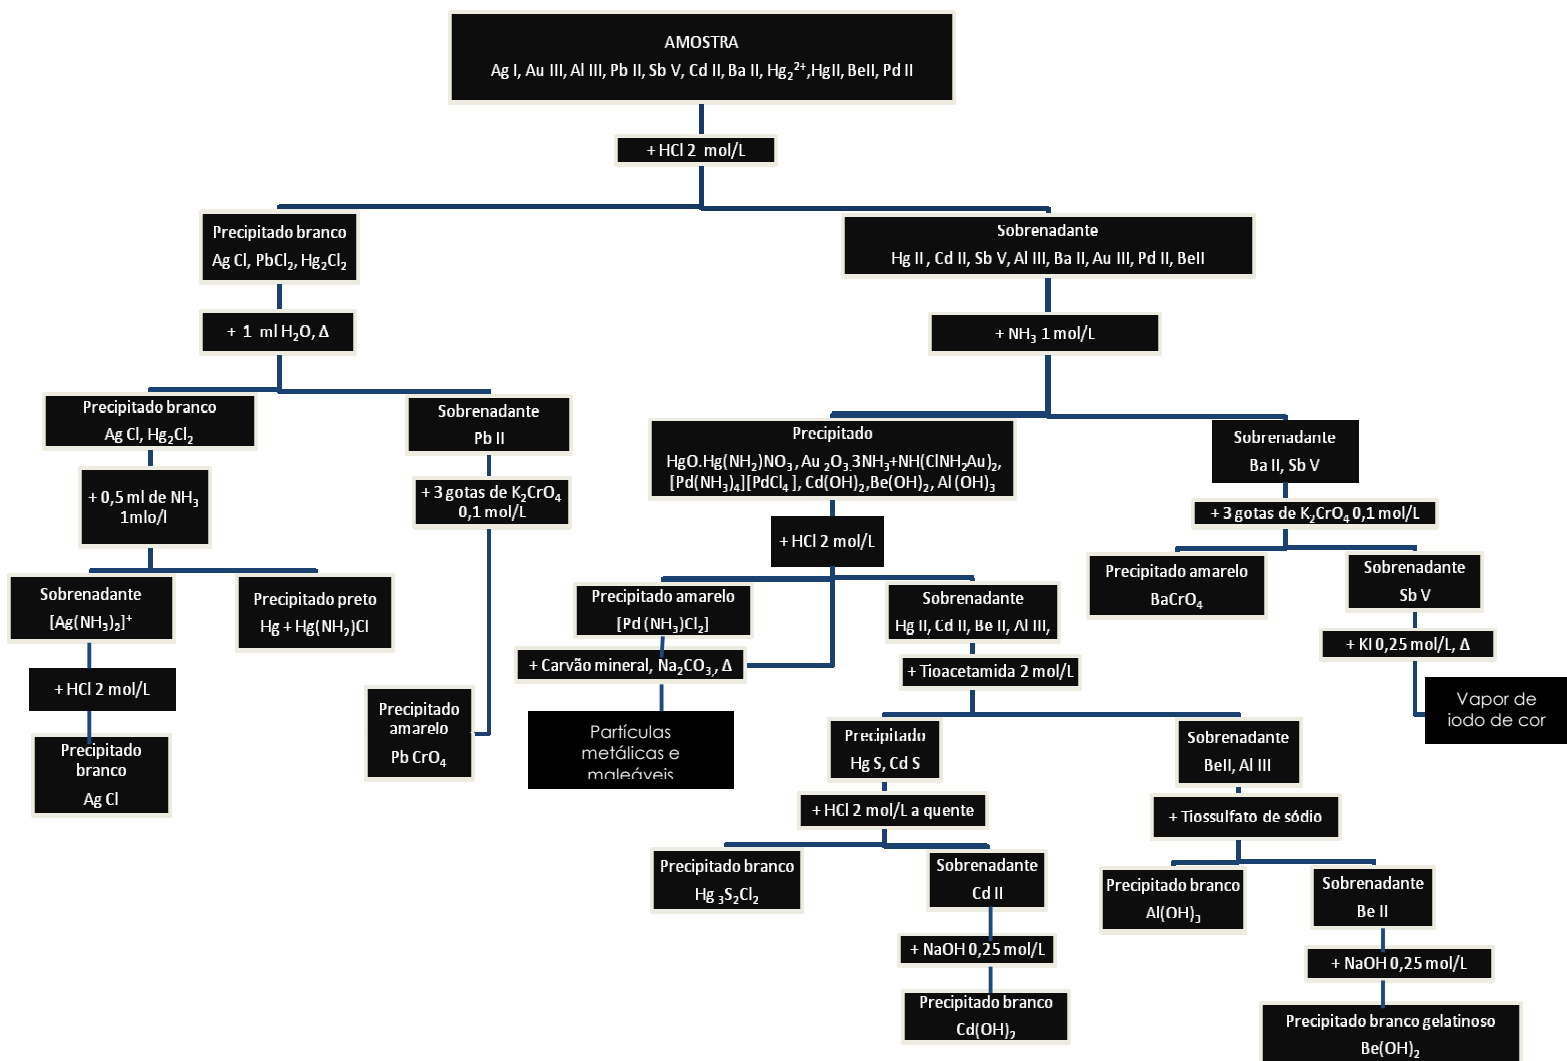 AMOSTRA
Ag I, Au III, Al III, Pb II, Sb V, Cd II, Ba II, Hg₂²⁺,HgII, BeII, Pd II
+ HCl 2 mol/L
Precipitado branco
Ag Cl, PbCl₂, Hg₂Cl₂
Sobrenadante
Hg II , Cd II, Sb V, Al III, Ba II, Au III, Pd II, BeII
+ 1 ml H₂O, Δ
+ NH₃ 1 mol/L
Precipitado branco
Ag Cl, Hg₂Cl₂
Sobrenadante
Pb II
Precipitado
HgO.Hg(NH₂)NO₃, Au ₂O₃.3NH₃+NH(ClNH₂Au)₂,
[Pd(NH₃)₄][PdCl₄ ], Cd(OH)₂,Be(OH)₂, Al (OH)₃
Sobrenadante
Ba II, Sb V
+ 0,5 ml de NH₃
1mlo/l
+ 3 gotas de K₂CrO₄
0,1 mol/L
+ HCl 2 mol/L
+ 3 gotas de K₂CrO₄ 0,1 mol/L
Sobrenadante
[Ag(NH₃)₂]⁺
Precipitado preto
Hg + Hg(NH₂)Cl
Precipitado amarelo
[Pd (NH₃)Cl₂]
Sobrenadante
Hg II, Cd II, Be II, Al III,
Precipitado amarelo
BaCrO₄
Sobrenadante
Sb V
+ HCl 2 mol/L
+ Carvão mineral, Na₂CO₃,, Δ
+ Tioacetamida 2 mol/L
+ KI 0,25 mol/L, Δ
Precipitado
branco
Ag Cl
Precipitado
amarelo
Pb CrO₄
Partículas
metálicas e
maleáveis
Precipitado
Hg S, Cd S
Sobrenadante
BeII, Al III
Vapor de
iodo de cor
+ HCl 2 mol/L a quente
+ Tiossulfato de sódio
Precipitado branco
Hg ₃S₂Cl₂
Sobrenadante
Cd II
Precipitado branco
Al(OH)₃
Sobrenadante
Be II
+ NaOH 0,25 mol/L
+ NaOH 0,25 mol/L
Precipitado branco
Cd(OH)₂
Precipitado branco gelatinoso
Be(OH)₂